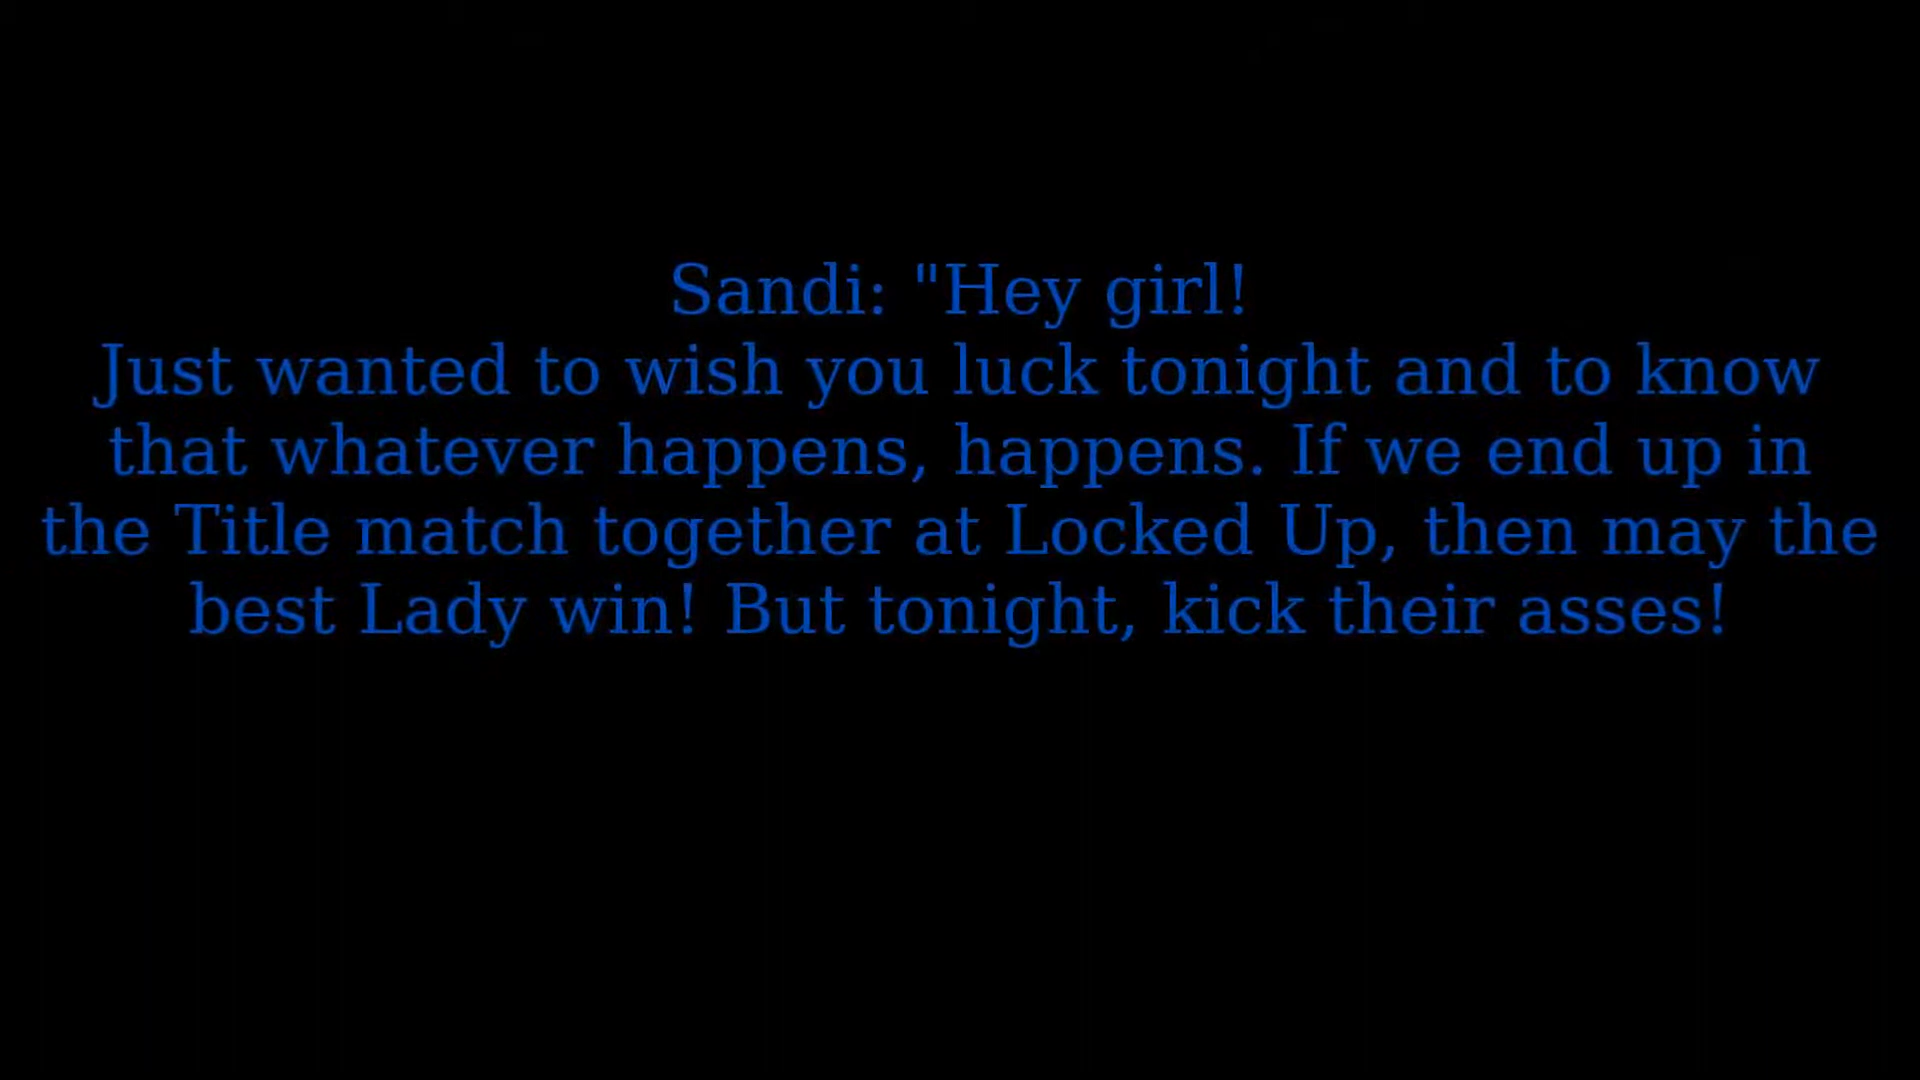 Sandi: "Hey girl!
Just wanted to wish you luck tonight and to know
that whatever happens, happens. If we end up in
the Title match together at Locked Up, then may the
best Lady win! But tonight, kick their asses!